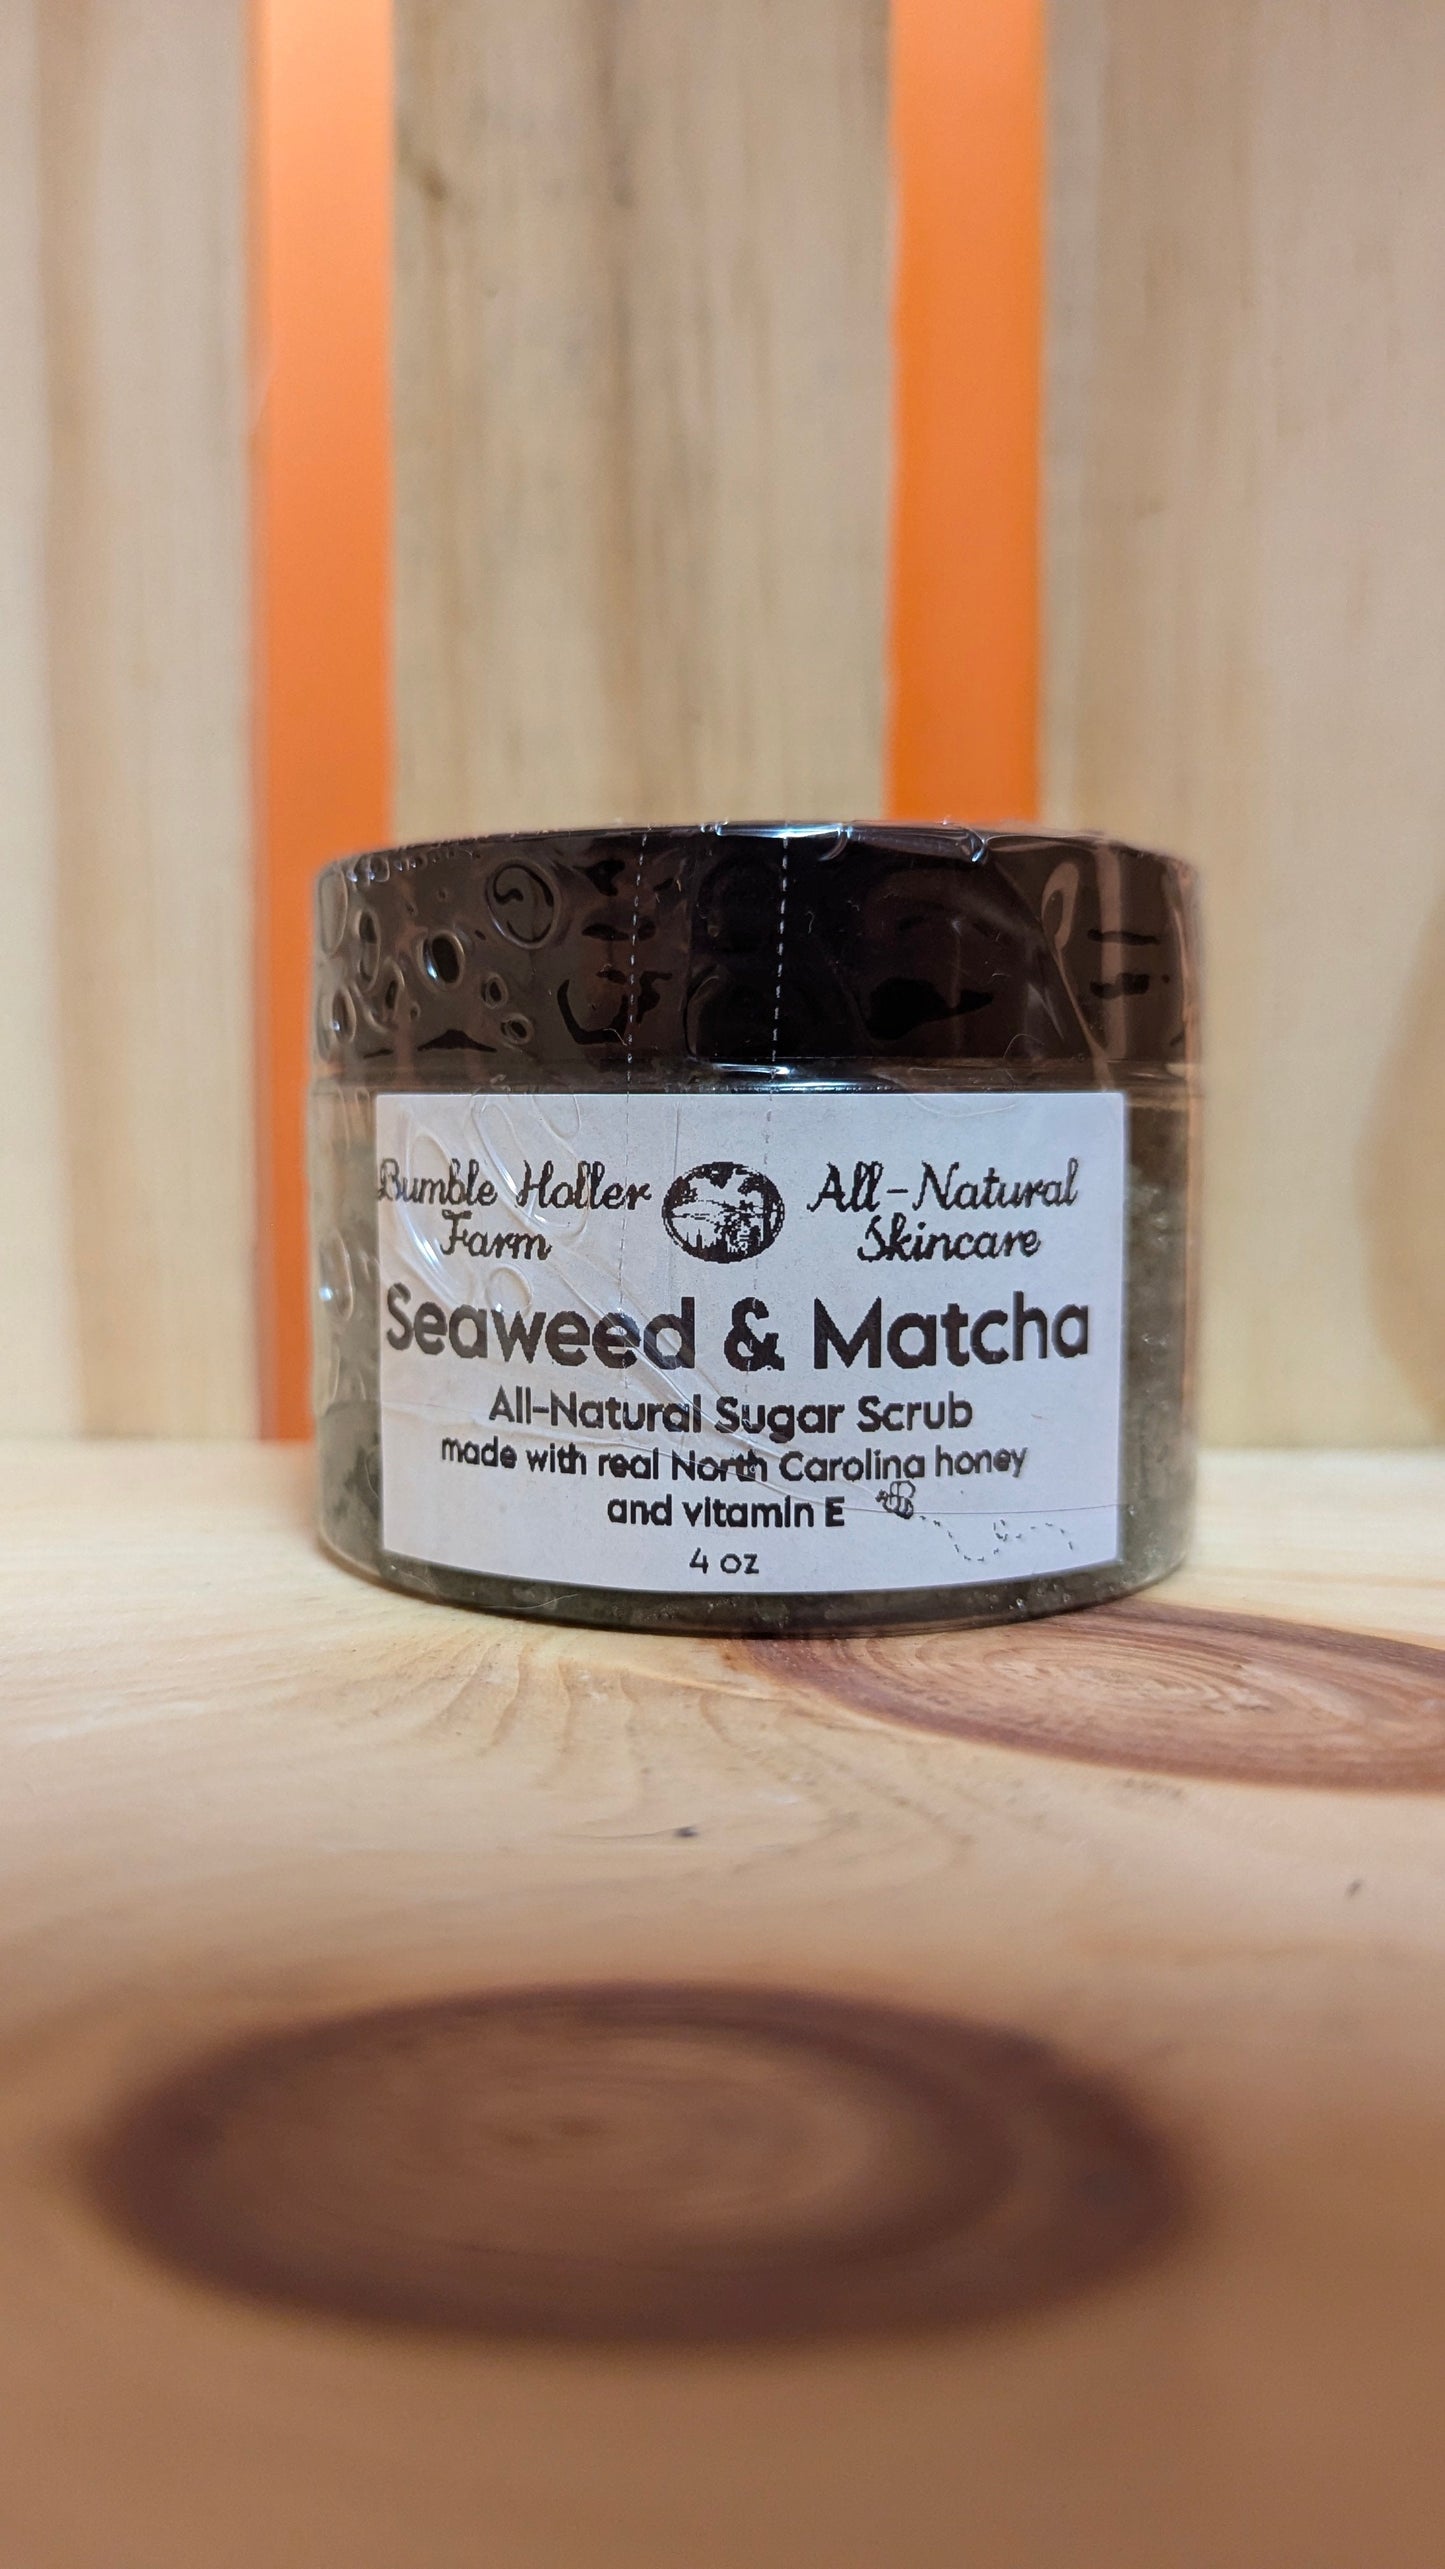 Bumble Holler
Farm
All-Natural
Skincare
Seaweed & Matcha
All-Natural Sugar Scrub
made with real North Carolina honey
and vitamin E
4 oz